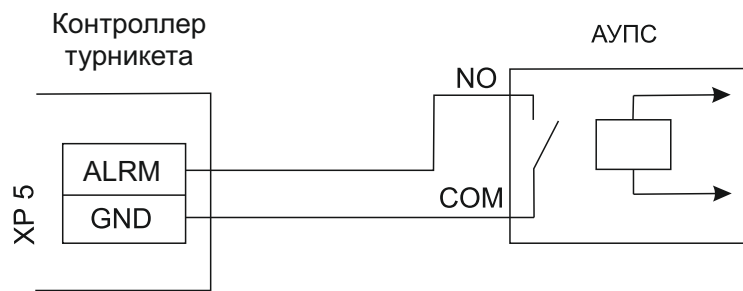 Контроллер
турникета
АУПС
NO
ALRM
COM
GND
XP 5